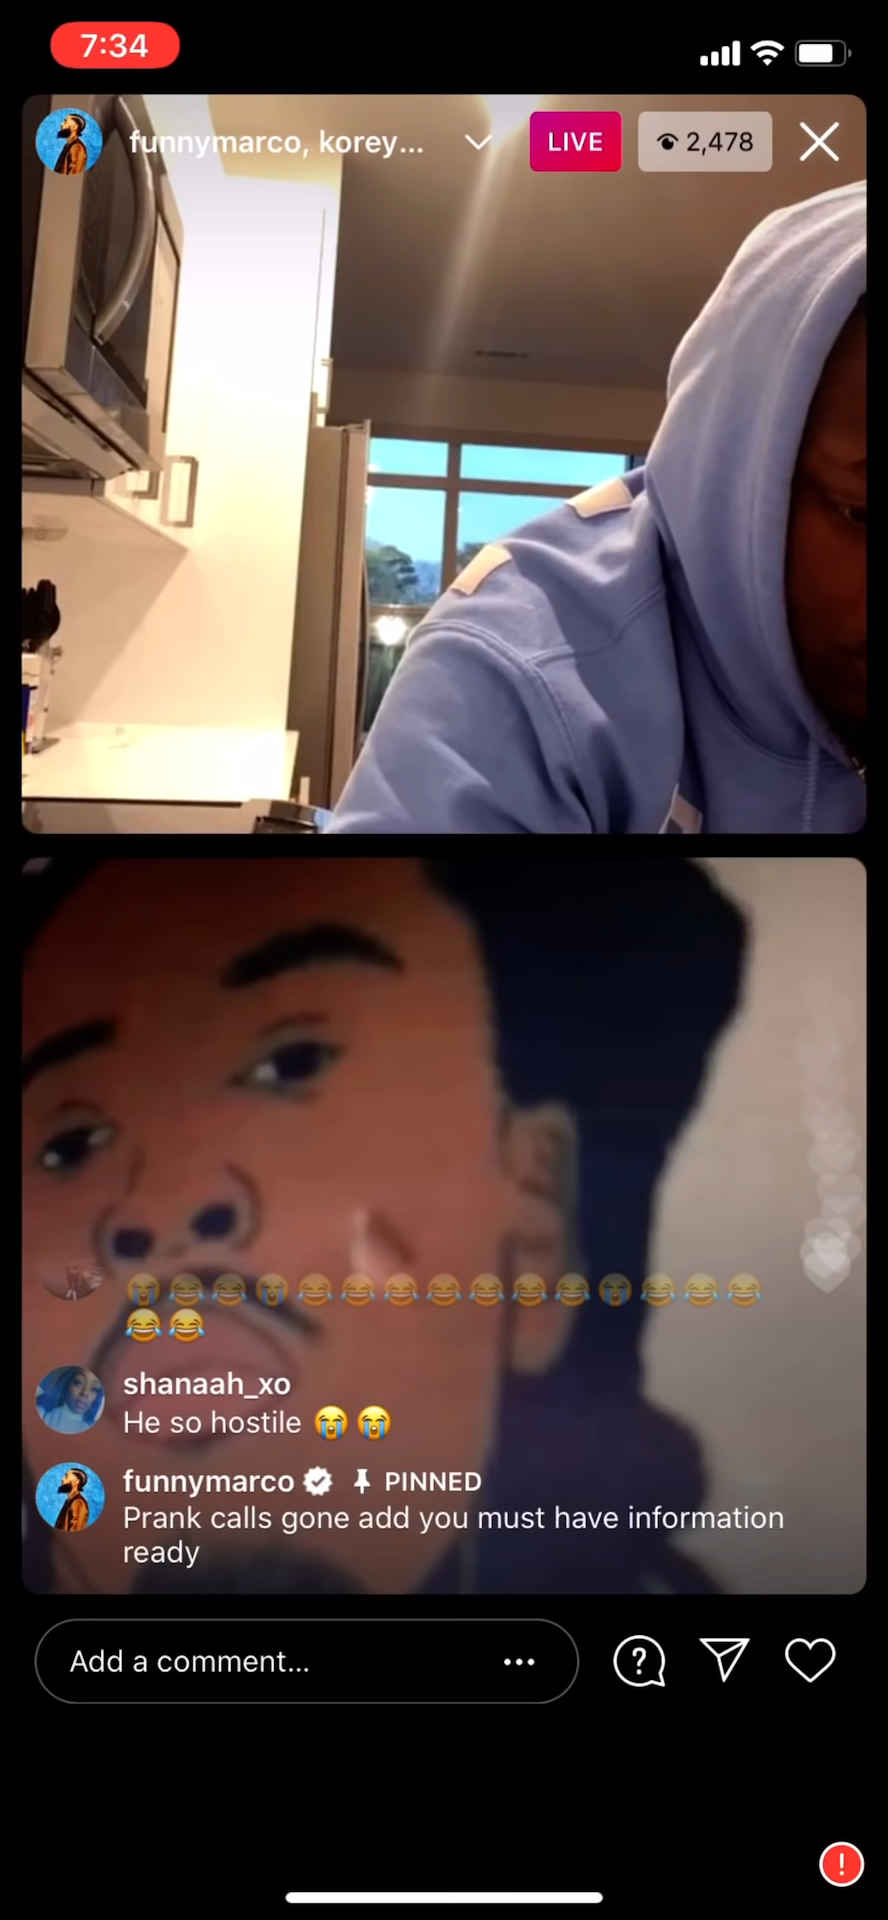 7:34
funnymarco, korey...
LIVE
2,478
😭😂😂😭😂😂😂😂😂😂😂😭😂😂😂
😂😂
shanaah_xo
He so hostile 😭😭
funnymarco PINNED
Prank calls gone add you must have information
ready
Add a comment...